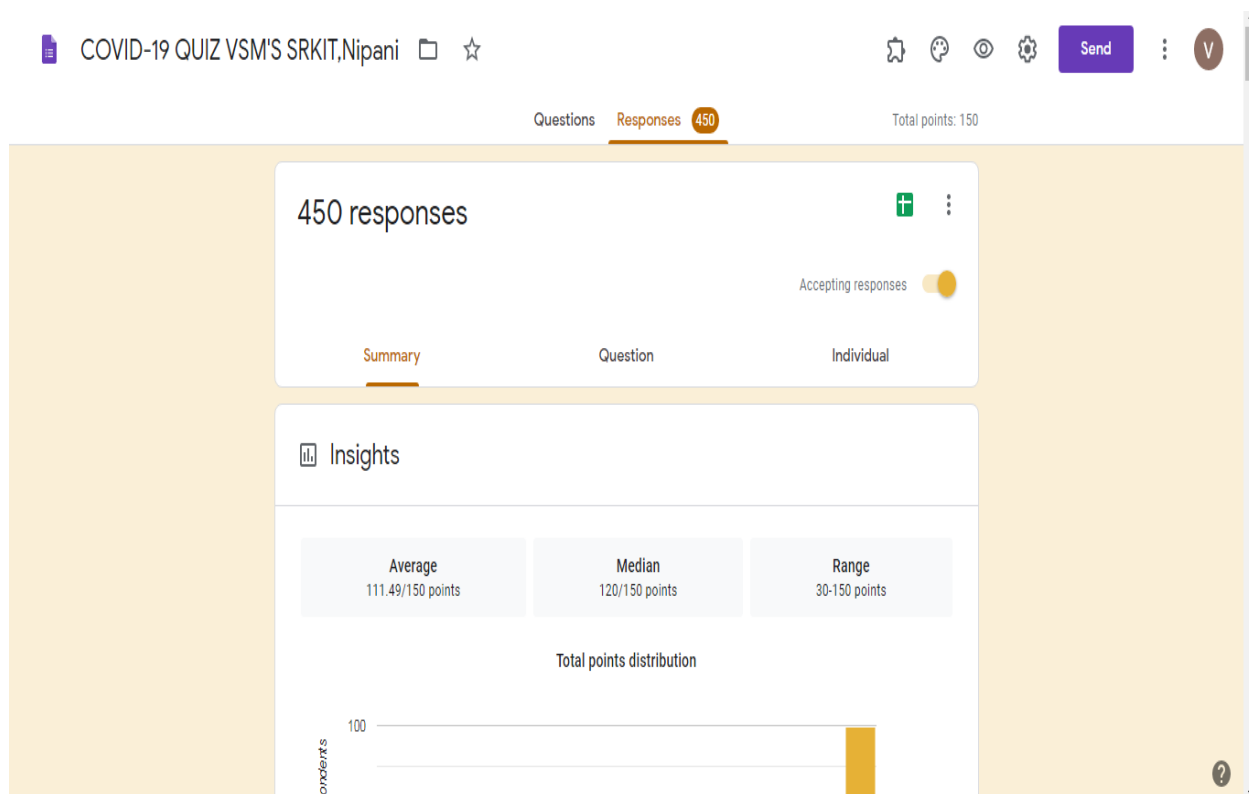 COVID-19 QUIZ VSM'S SRKIT,Nipani
Send
V
Questions Responses 450
Total points: 150
450 responses
Accepting responses
Summary Question Individual
Insights
Average Median Range
111.49/150 points 120/150 points 30-150 points
Total points distribution
100